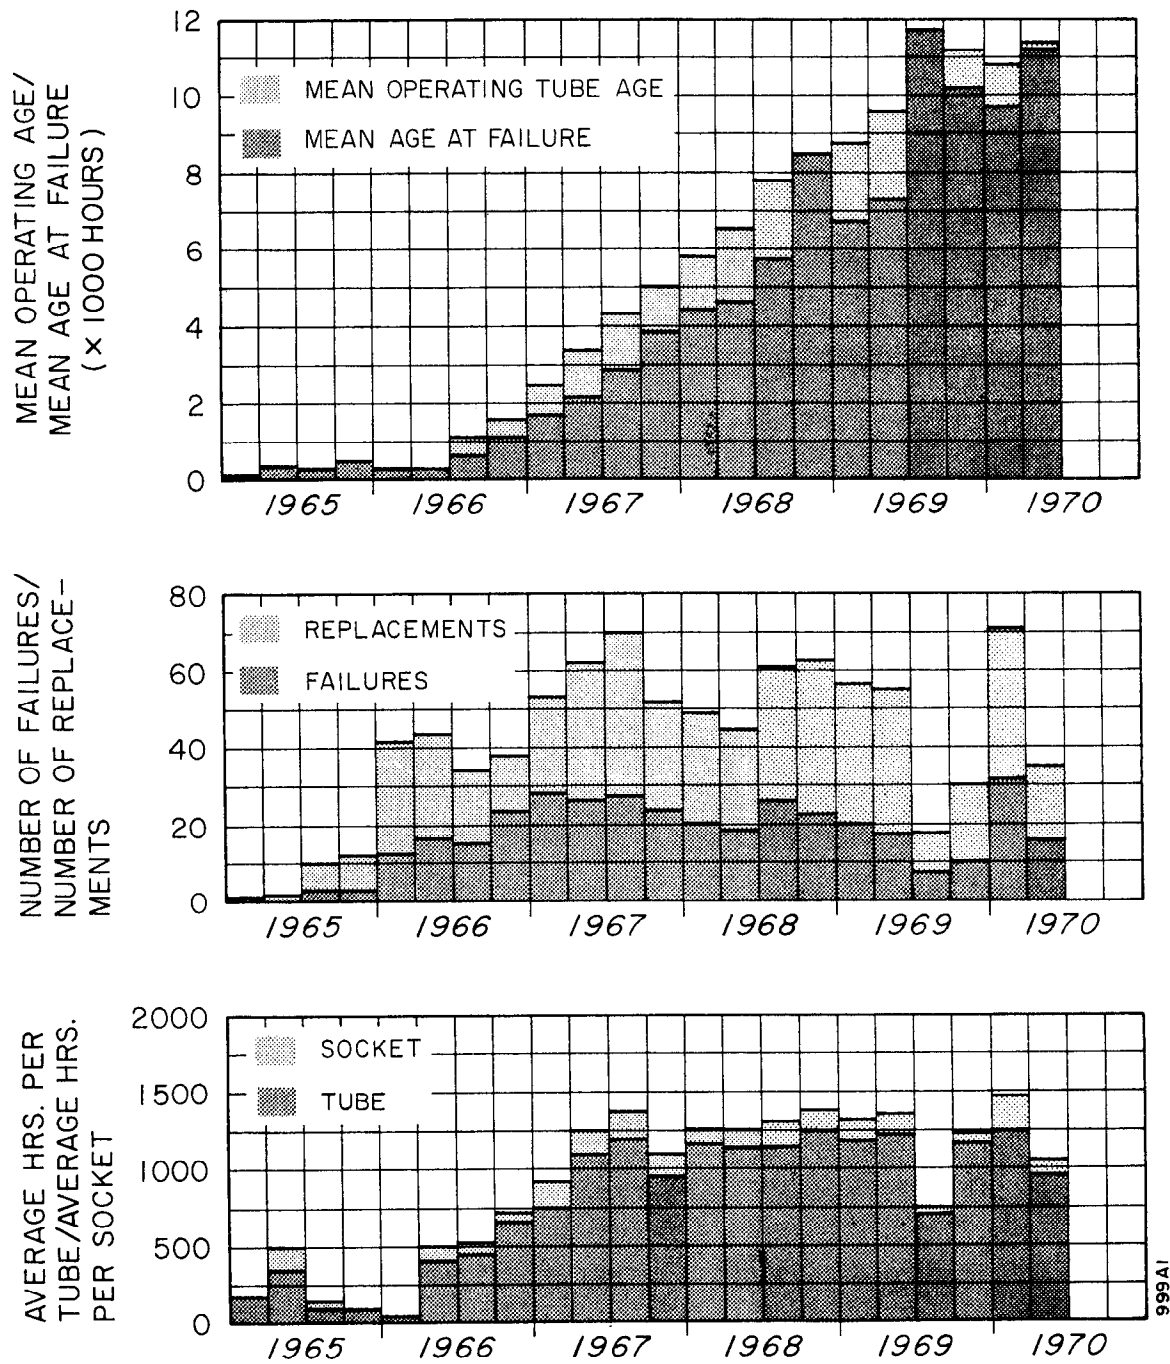 MEAN OPERATING AGE/
MEAN AGE AT FAILURE
(× 1000 HOURS)
12
10
8
6
4
2
0
MEAN OPERATING TUBE AGE
MEAN AGE AT FAILURE
1965 1966 1967 1968 1969 1970
NUMBER OF FAILURES/
NUMBER OF REPLACE-
MENTS
80
60
40
20
0
REPLACEMENTS
FAILURES
1965 1966 1967 1968 1969 1970
AVERAGE HRS. PER
TUBE/AVERAGE HRS.
PER SOCKET
2000
1500
1000
500
0
SOCKET
TUBE
1965 1966 1967 1968 1969 1970
999A1